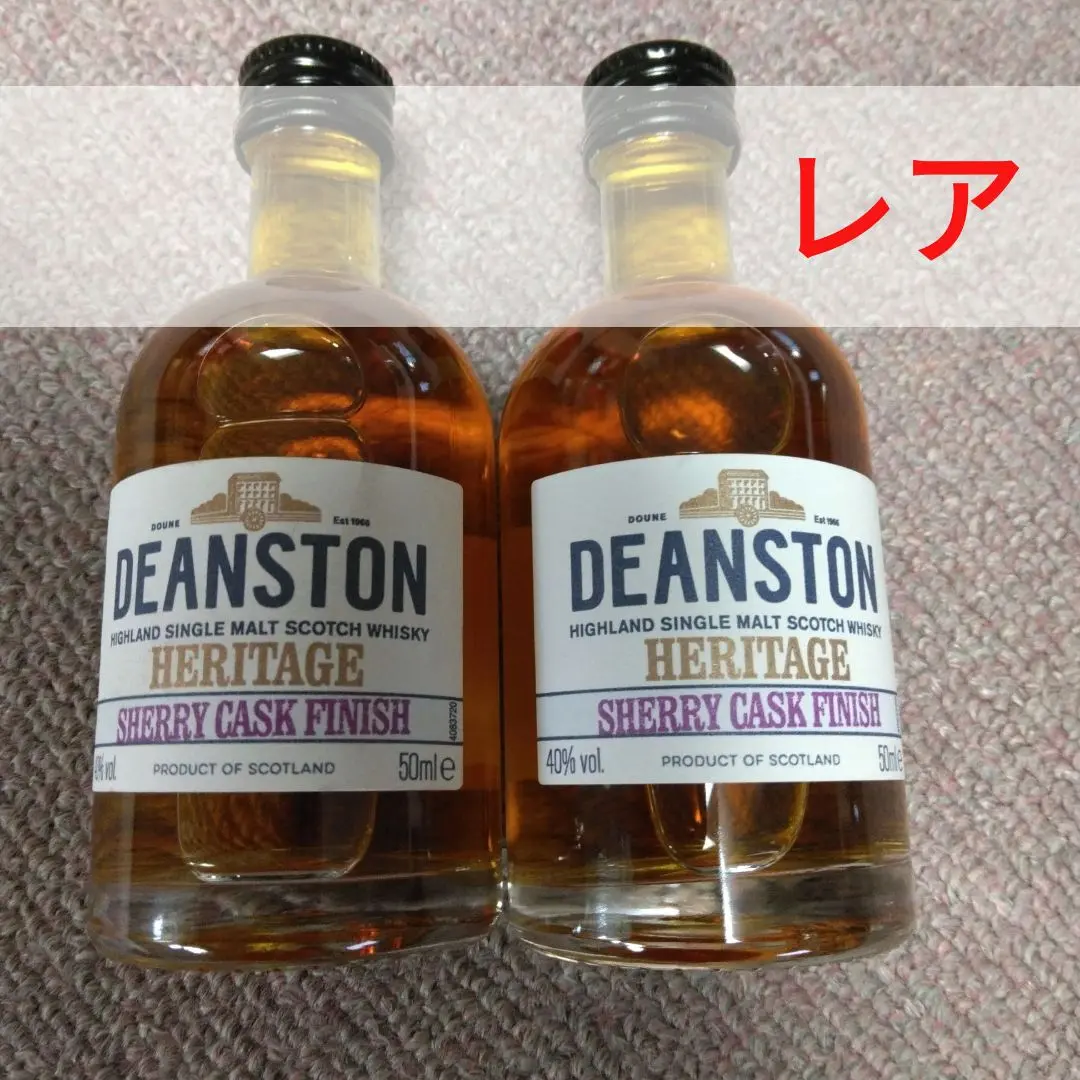 レア
DOUNE Est 1966
DEANSTON
HIGHLAND SINGLE MALT SCOTCH WHISKY
HERITAGE
SHERRY CASK FINISH
4083720
% vol. PRODUCT OF SCOTLAND 50ml e
DOUNE Est 1966
DEANSTON
HIGHLAND SINGLE MALT SCOTCH WHISKY
HERITAGE
SHERRY CASK FINISH
40% vol. PRODUCT OF SCOTLAND 50ml e